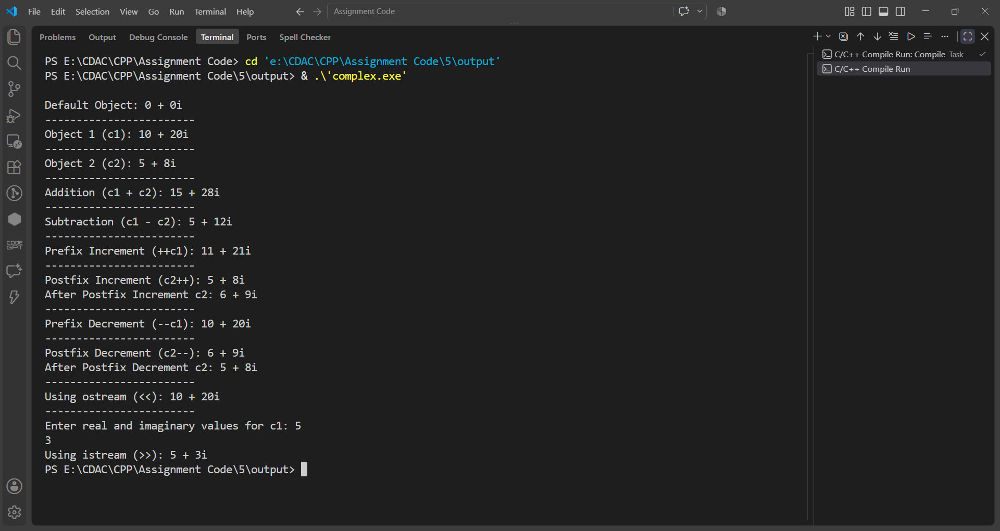 File Edit Selection View Go Run Terminal Help
Assignment Code
Problems Output Debug Console Terminal Ports Spell Checker
PS E:\CDAC\CPP\Assignment Code> cd 'e:\CDAC\CPP\Assignment Code\5\output'
PS E:\CDAC\CPP\Assignment Code\5\output> & .\'complex.exe'
Default Object: 0 + 0i
------------------------
Object 1 (c1): 10 + 20i
------------------------
Object 2 (c2): 5 + 8i
------------------------
Addition (c1 + c2): 15 + 28i
------------------------
Subtraction (c1 - c2): 5 + 12i
------------------------
Prefix Increment (++c1): 11 + 21i
------------------------
Postfix Increment (c2++): 5 + 8i
After Postfix Increment c2: 6 + 9i
------------------------
Prefix Decrement (--c1): 10 + 20i
------------------------
Postfix Decrement (c2--): 6 + 9i
After Postfix Decrement c2: 5 + 8i
------------------------
Using ostream (<<): 10 + 20i
------------------------
Enter real and imaginary values for c1: 5
3
Using istream (>>): 5 + 3i
PS E:\CDAC\CPP\Assignment Code\5\output>
C/C++ Compile Run: Compile Task
C/C++ Compile Run
CODE
GPT